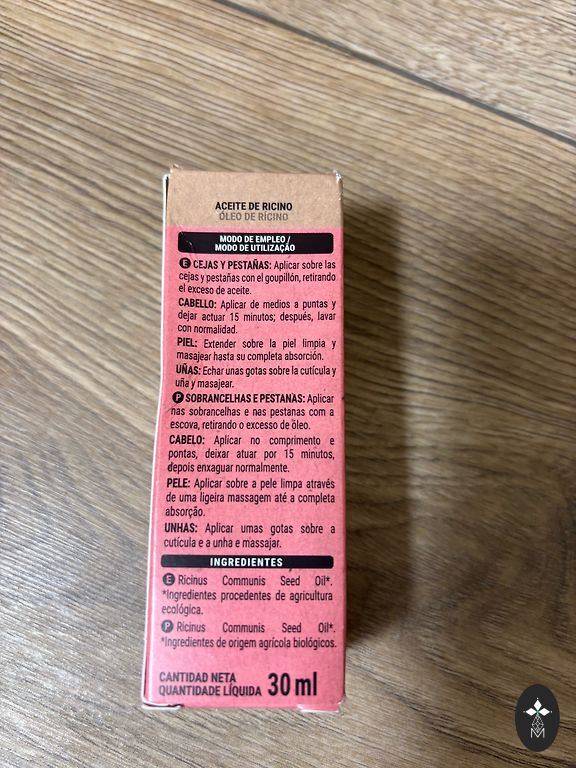 ACEITE DE RICINO
ÓLEO DE RÍCINO
MODO DE EMPLEO /
MODO DE UTILIZAÇÃO
E CEJAS Y PESTAÑAS: Aplicar sobre las
cejas y pestañas con el goupillón, retirando
el exceso de aceite.
CABELLO: Aplicar de medios a puntas y
dejar actuar 15 minutos; después, lavar
con normalidad.
PIEL: Extender sobre la piel limpia y
masajear hasta su completa absorción.
UÑAS: Echar unas gotas sobre la cutícula y
uña y masajear.
P SOBRANCELHAS E PESTANAS: Aplicar
nas sobrancelhas e nas pestanas com a
escova, retirando o excesso de óleo.
CABELO: Aplicar no comprimento e
pontas, deixar atuar por 15 minutos,
depois enxaguar normalmente.
PELE: Aplicar sobre a pele limpa através
de uma ligeira massagem até a completa
absorção.
UNHAS: Aplicar umas gotas sobre a
cutícula e a unha e massajar.
INGREDIENTES
E Ricinus Communis Seed Oil*.
*Ingredientes procedentes de agricultura
ecológica.
P Ricinus Communis Seed Oil*.
*Ingredientes de origem agrícola biológicos.
CANTIDAD NETA
QUANTIDADE LÍQUIDA 30 ml
M